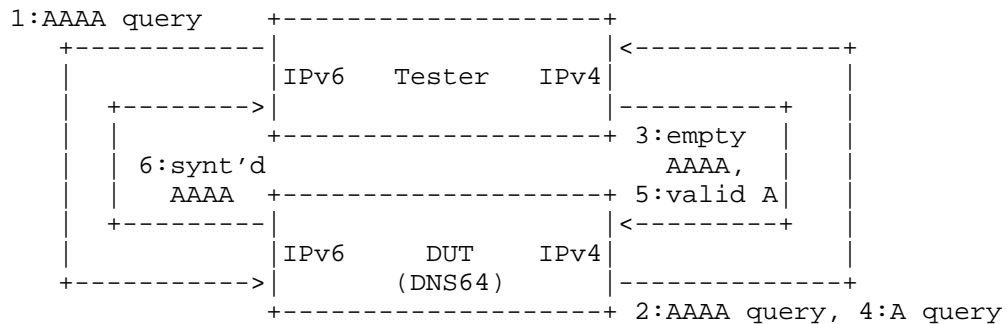 1:AAAA query
IPv6 Tester IPv4
3:empty
6:synt'd AAAA,
AAAA 5:valid A
IPv6 DUT IPv4
(DNS64)
2:AAAA query, 4:A query